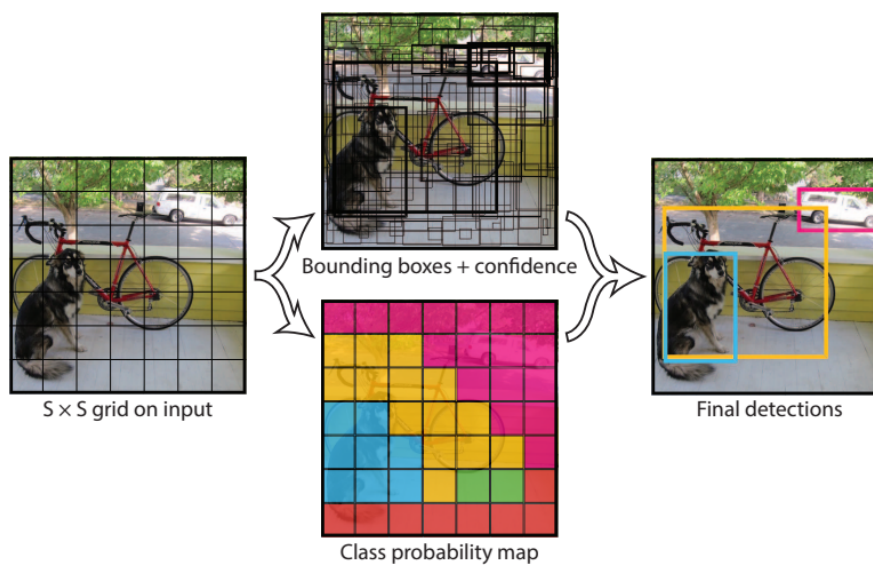 Bounding boxes + confidence
S × S grid on input
Final detections
Class probability map